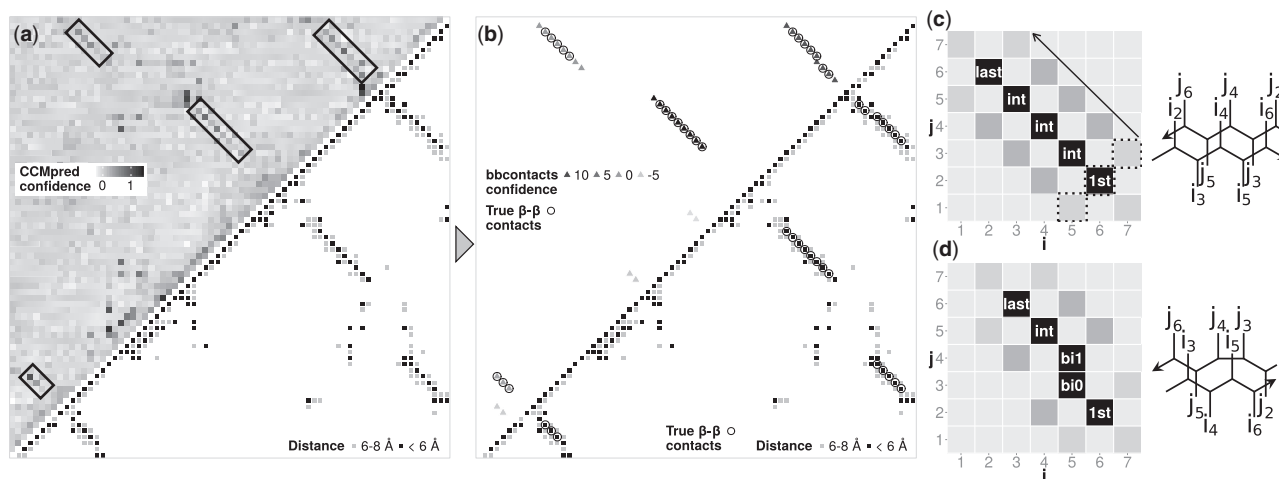 (a)
CCMpred
confidence 0 1
Distance 6-8 Å < 6 Å
(b)
bbcontacts 10 5 0 -5
confidence
True β-β
contacts
True β-β
contacts
Distance 6-8 Å < 6 Å
(c)
7
6 last
5 int
j 4 int
3 int
2 1st
1
1 2 3 4 5 6 7
i
j6 j4 j2
i2 i4 i6
j5 j3
i3 i5
(d)
7
6 last
5 int
j 4 bi1
3 bi0
2 1st
1
1 2 3 4 5 6 7
i
j6 j4 j3
i3 i5
j5 j2
i4 i6